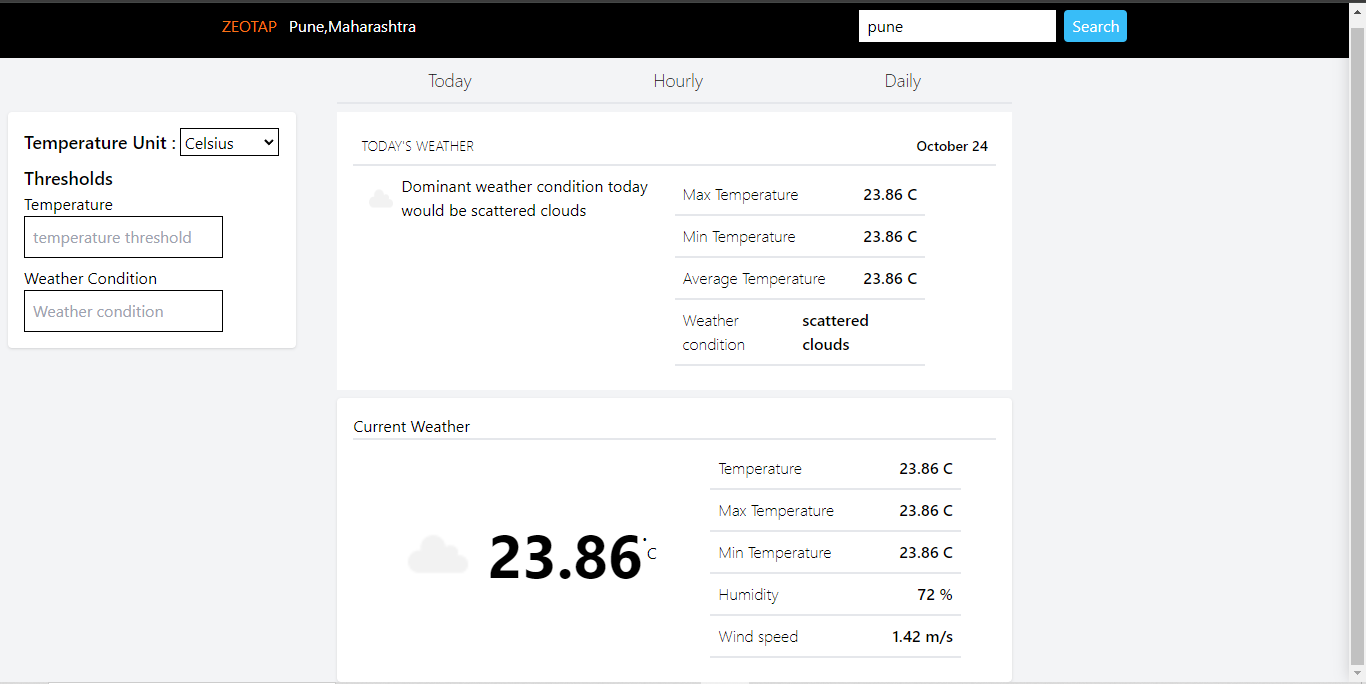 ZEOTAP Pune,Maharashtra pune Search
Today Hourly Daily
Temperature Unit : Celsius
Thresholds
Temperature
temperature threshold
Weather Condition
Weather condition
TODAY'S WEATHER October 24
Dominant weather condition today
would be scattered clouds
Max Temperature 23.86 C
Min Temperature 23.86 C
Average Temperature 23.86 C
Weather scattered
condition clouds
Current Weather
23.86 · C
Temperature 23.86 C
Max Temperature 23.86 C
Min Temperature 23.86 C
Humidity 72 %
Wind speed 1.42 m/s